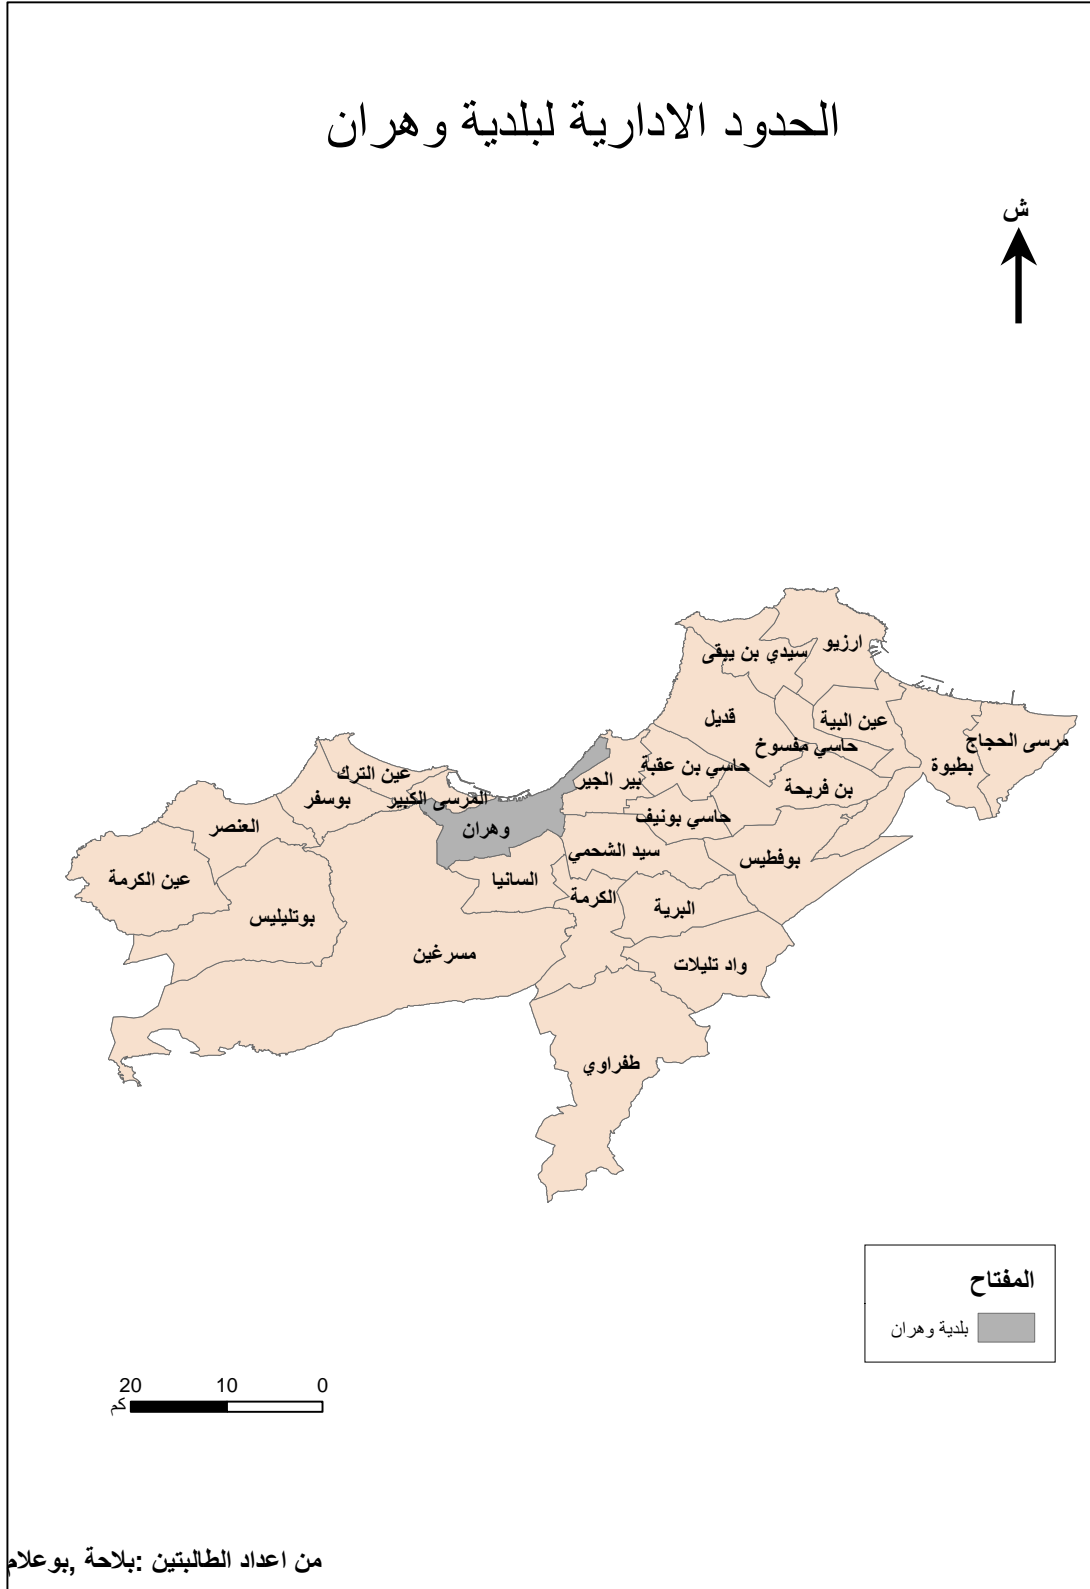 الحدود الادارية لبلدية وهران
ش
ارزيو
سيدي بن يبقى
قديل
عين البية
مرسى الحجاج
حاسي مفسوخ
بطيوة
حاسي بن عقبة
عين الترك
بير الجير
بن فريحة
المرسى الكبير
بوسفر
حاسي بونيف
العنصر
وهران
سيد الشحمي
بوفطيس
عين الكرمة
السانيا
الكرمة
البرية
بوتليليس
مسرغين
واد تليلات
طفراوي
المفتاح
بلدية وهران
20 10 0
كم
من اعداد الطالبتين :بلاحة ,بوعلام